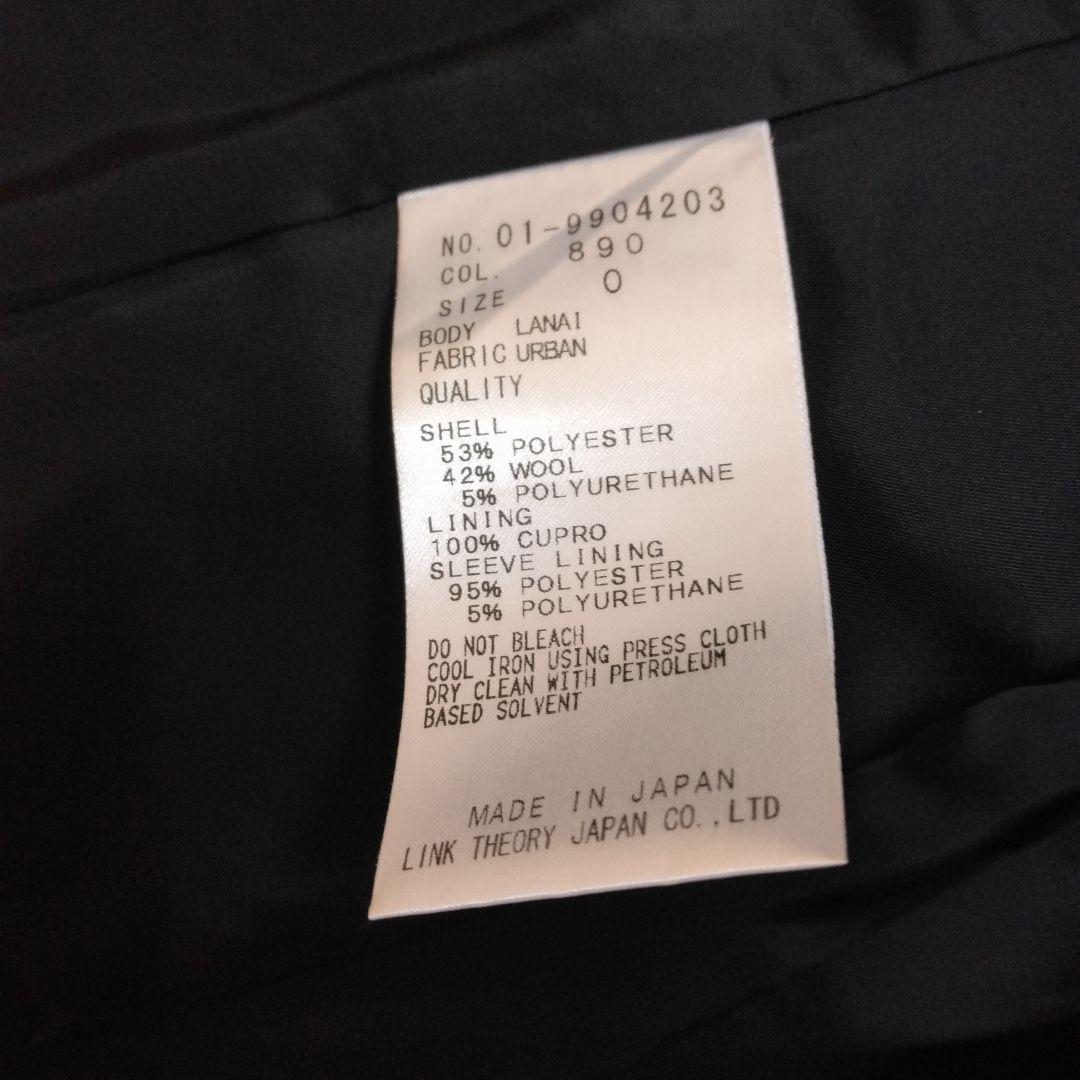 NO. 01-9904203
COL. 890
SIZE 0
BODY LANAI
FABRIC URBAN
QUALITY
SHELL
53% POLYESTER
42% WOOL
5% POLYURETHANE
LINING
100% CUPRO
SLEEVE LINING
95% POLYESTER
5% POLYURETHANE
DO NOT BLEACH
COOL IRON USING PRESS CLOTH
DRY CLEAN WITH PETROLEUM
BASED SOLVENT
MADE IN JAPAN
LINK THEORY JAPAN CO.,LTD